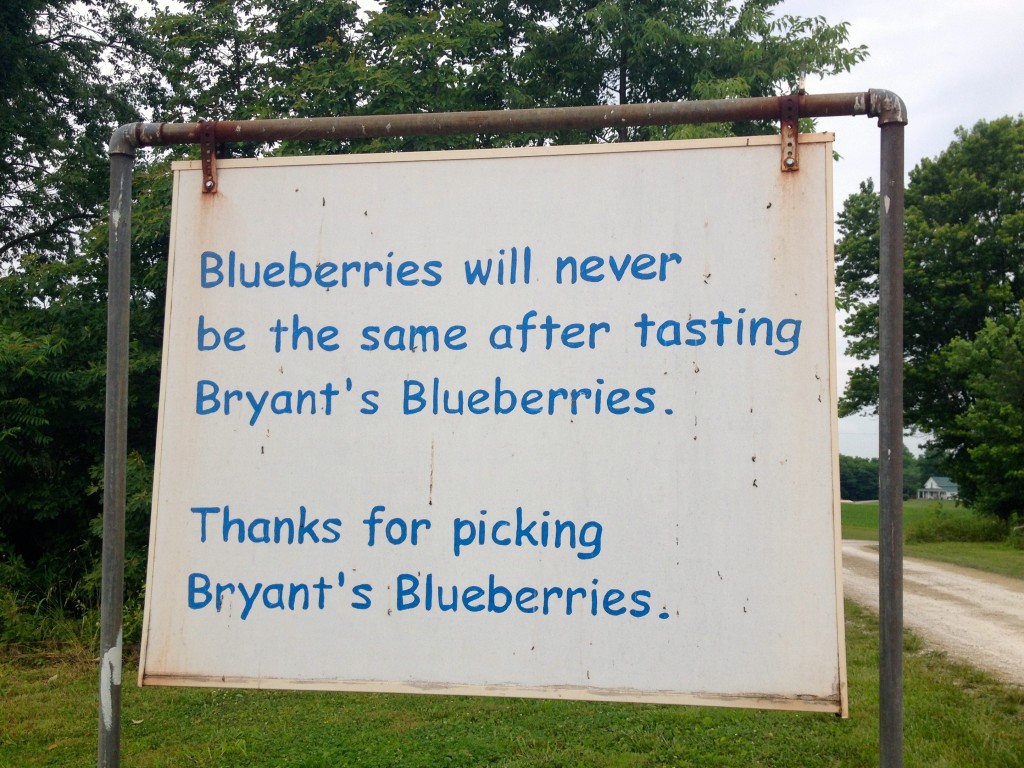 Blueberries will never
be the same after tasting
Bryant's Blueberries.
Thanks for picking
Bryant's Blueberries.